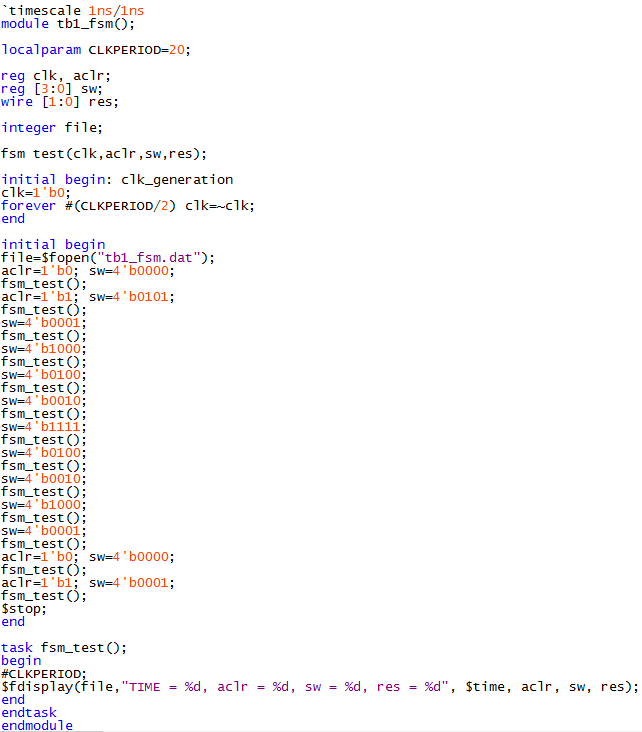 `timescale 1ns/1ns
module tb1_fsm();
localparam CLKPERIOD=20;
reg clk, aclr;
reg [3:0] sw;
wire [1:0] res;
integer file;
fsm test(clk,aclr,sw,res);
initial begin: clk_generation
clk=1'b0;
forever #(CLKPERIOD/2) clk=~clk;
end
initial begin
file=$fopen("tb1_fsm.dat");
aclr=1'b0; sw=4'b0000;
fsm_test();
aclr=1'b1; sw=4'b0101;
fsm_test();
sw=4'b0001;
fsm_test();
sw=4'b1000;
fsm_test();
sw=4'b0100;
fsm_test();
sw=4'b0010;
fsm_test();
sw=4'b1111;
fsm_test();
sw=4'b0100;
fsm_test();
sw=4'b0010;
fsm_test();
sw=4'b1000;
fsm_test();
sw=4'b0001;
fsm_test();
aclr=1'b0; sw=4'b0000;
fsm_test();
aclr=1'b1; sw=4'b0001;
fsm_test();
$stop;
end
task fsm_test();
begin
#CLKPERIOD;
$fdisplay(file,"TIME = %d, aclr = %d, sw = %d, res = %d", $time, aclr, sw, res);
end
endtask
endmodule